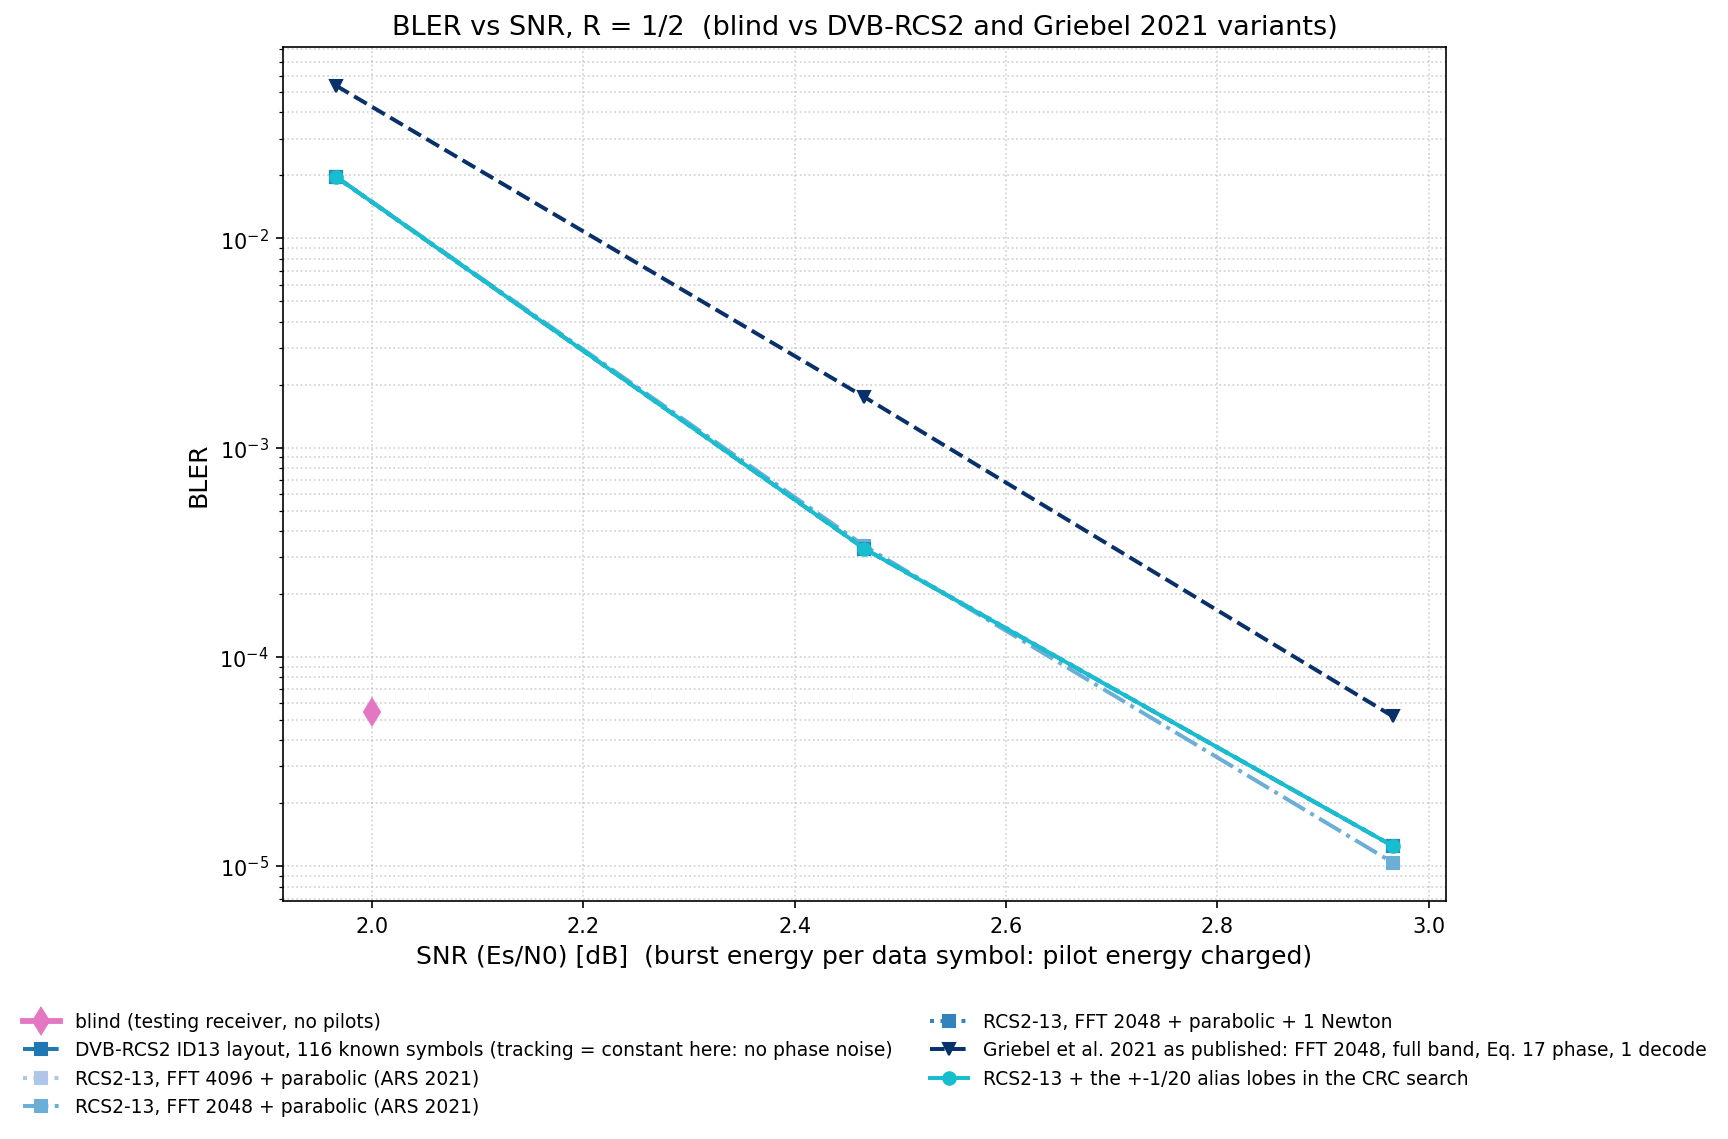 BLER vs SNR, R = 1/2  (blind vs DVB-RCS2 and Griebel 2021 variants)
10⁻²
10⁻³
10⁻⁴
10⁻⁵
BLER
2.0 2.2 2.4 2.6 2.8 3.0
SNR (Es/N0) [dB]  (burst energy per data symbol: pilot energy charged)
blind (testing receiver, no pilots)
DVB-RCS2 ID13 layout, 116 known symbols (tracking = constant here: no phase noise)
RCS2-13, FFT 4096 + parabolic (ARS 2021)
RCS2-13, FFT 2048 + parabolic (ARS 2021)
RCS2-13, FFT 2048 + parabolic + 1 Newton
Griebel et al. 2021 as published: FFT 2048, full band, Eq. 17 phase, 1 decode
RCS2-13 + the +-1/20 alias lobes in the CRC search